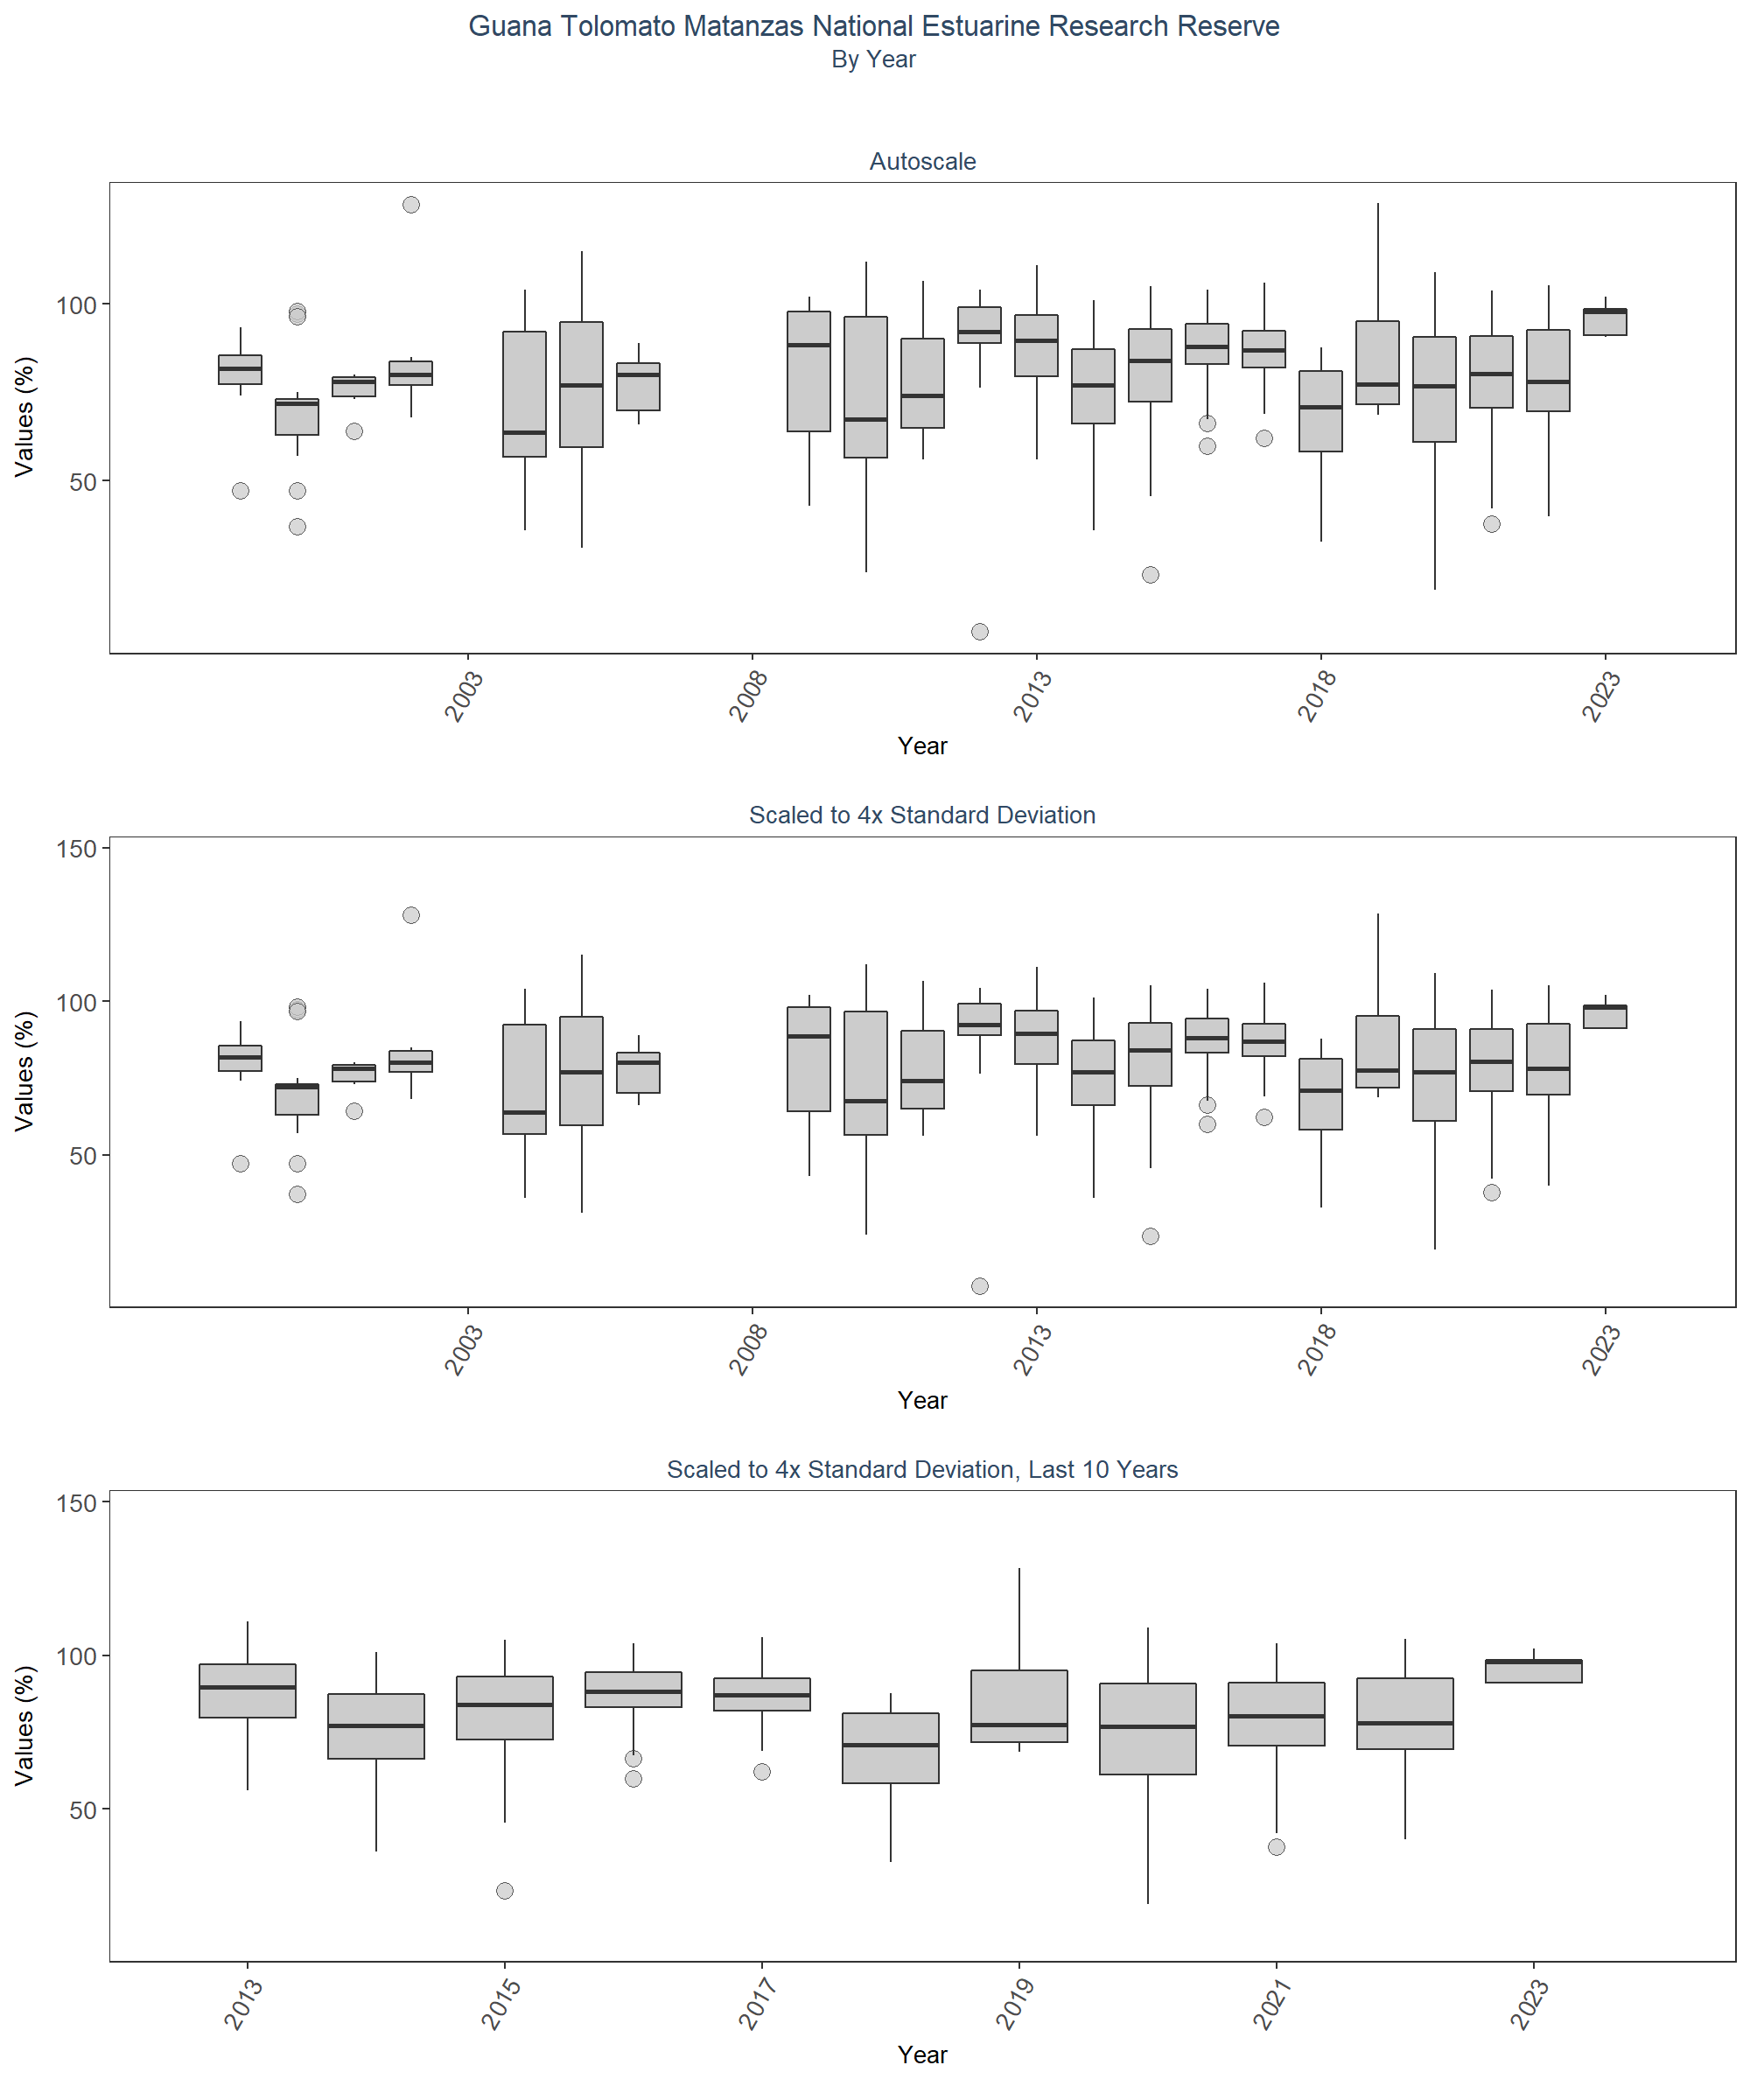 Guana Tolomato Matanzas National Estuarine Research Reserve
By Year
Autoscale
Values (%)
100
50
2003
2008
2013
2018
2023
Year
Scaled to 4x Standard Deviation
Values (%)
150
100
50
2003
2008
2013
2018
2023
Year
Scaled to 4x Standard Deviation, Last 10 Years
Values (%)
150
100
50
2013
2015
2017
2019
2021
2023
Year